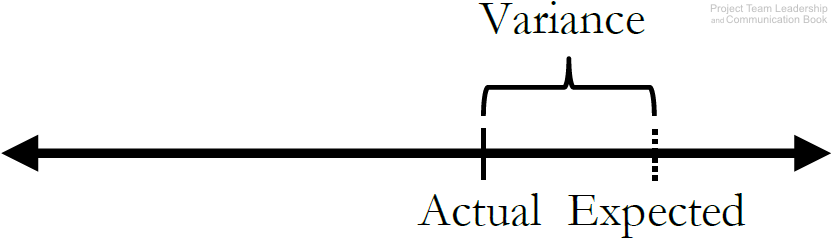 Project Team Leadership
and Communication Book
Variance
Actual
Expected